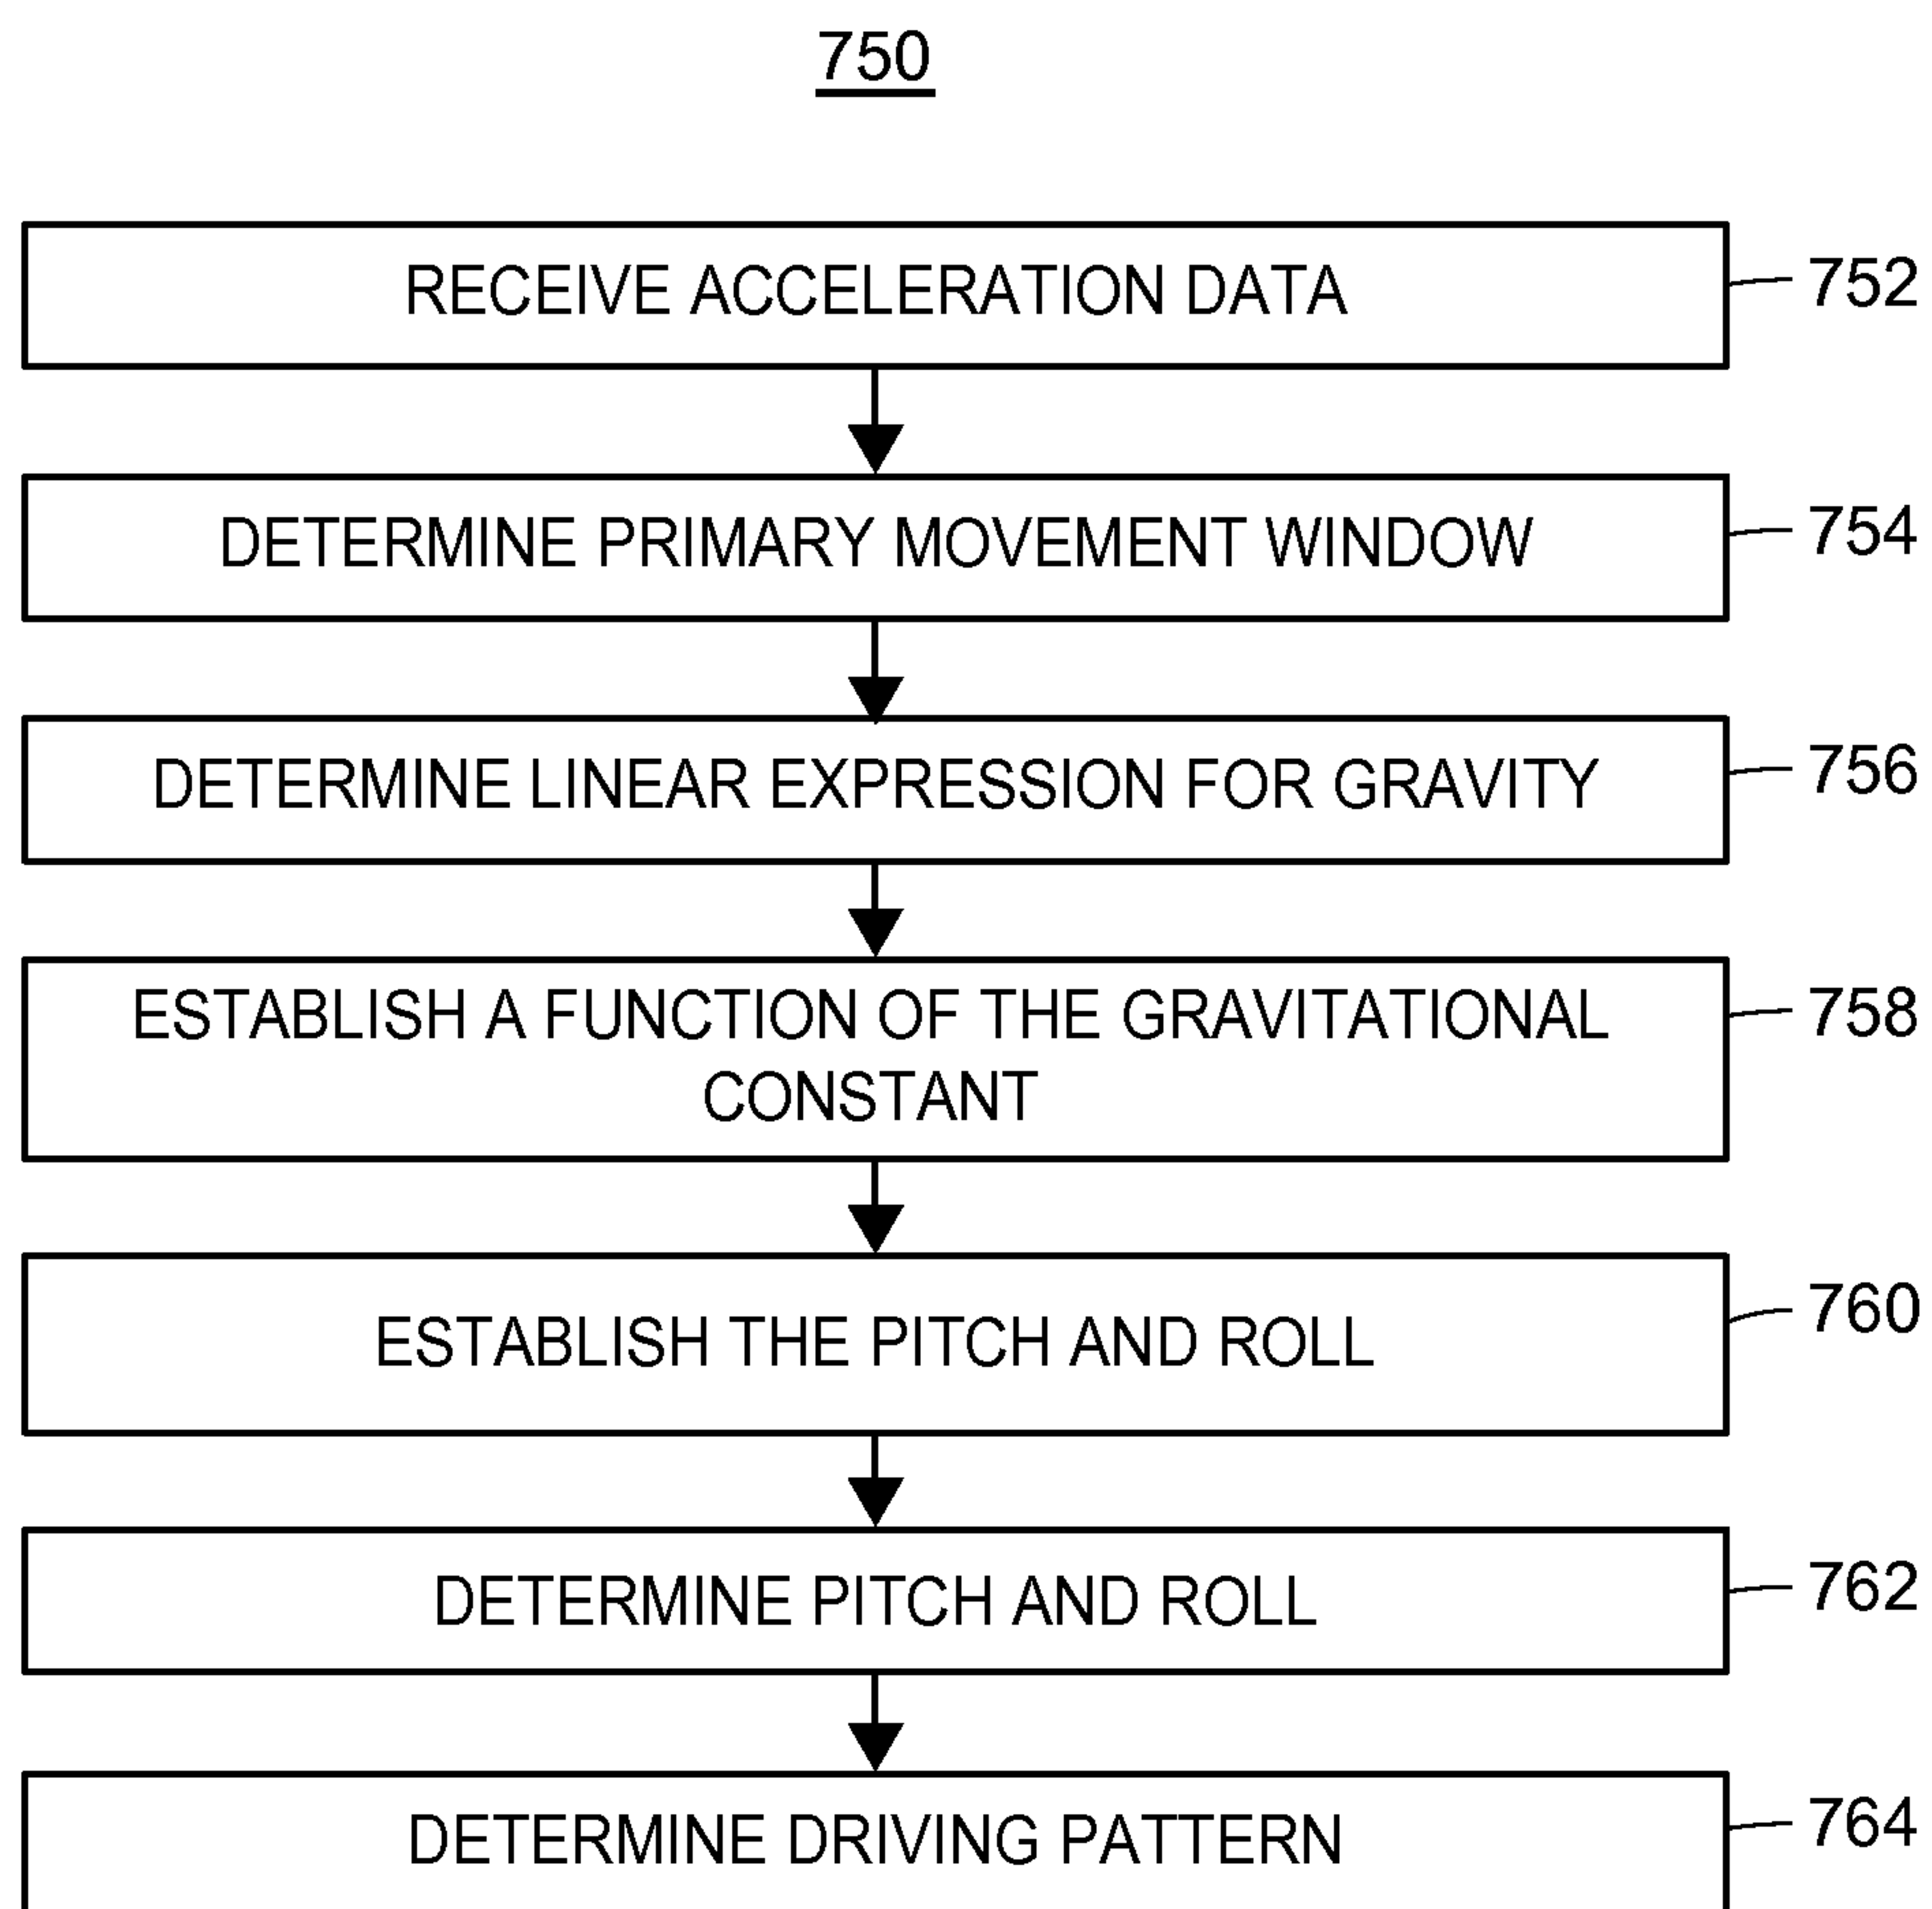 750
RECEIVE ACCELERATION DATA
752
DETERMINE PRIMARY MOVEMENT WINDOW
754
DETERMINE LINEAR EXPRESSION FOR GRAVITY
756
ESTABLISH A FUNCTION OF THE GRAVITATIONAL
CONSTANT
758
ESTABLISH THE PITCH AND ROLL
760
DETERMINE PITCH AND ROLL
762
DETERMINE DRIVING PATTERN
764